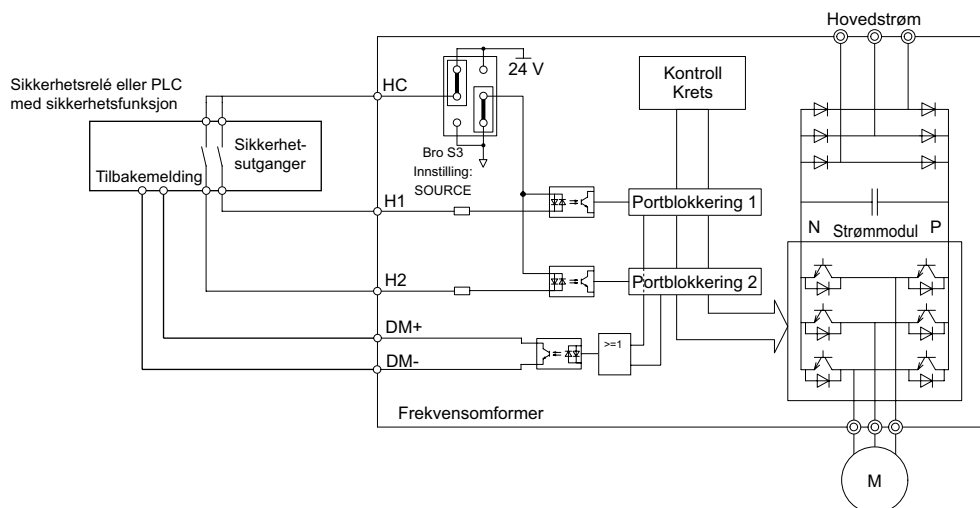 Hovedstrøm
24 V
Kontroll
Krets
Sikkerhetsrelé eller PLC
med sikkerhetsfunksjon
HC
Sikkerhet-
sutganger
Tilbakemelding
Bro S3
Innstilling:
SOURCE
H1
Portblokkering 1
N
P
Strømmodul
H2
Portblokkering 2
DM+
>=1
DM-
Frekvensomformer
M